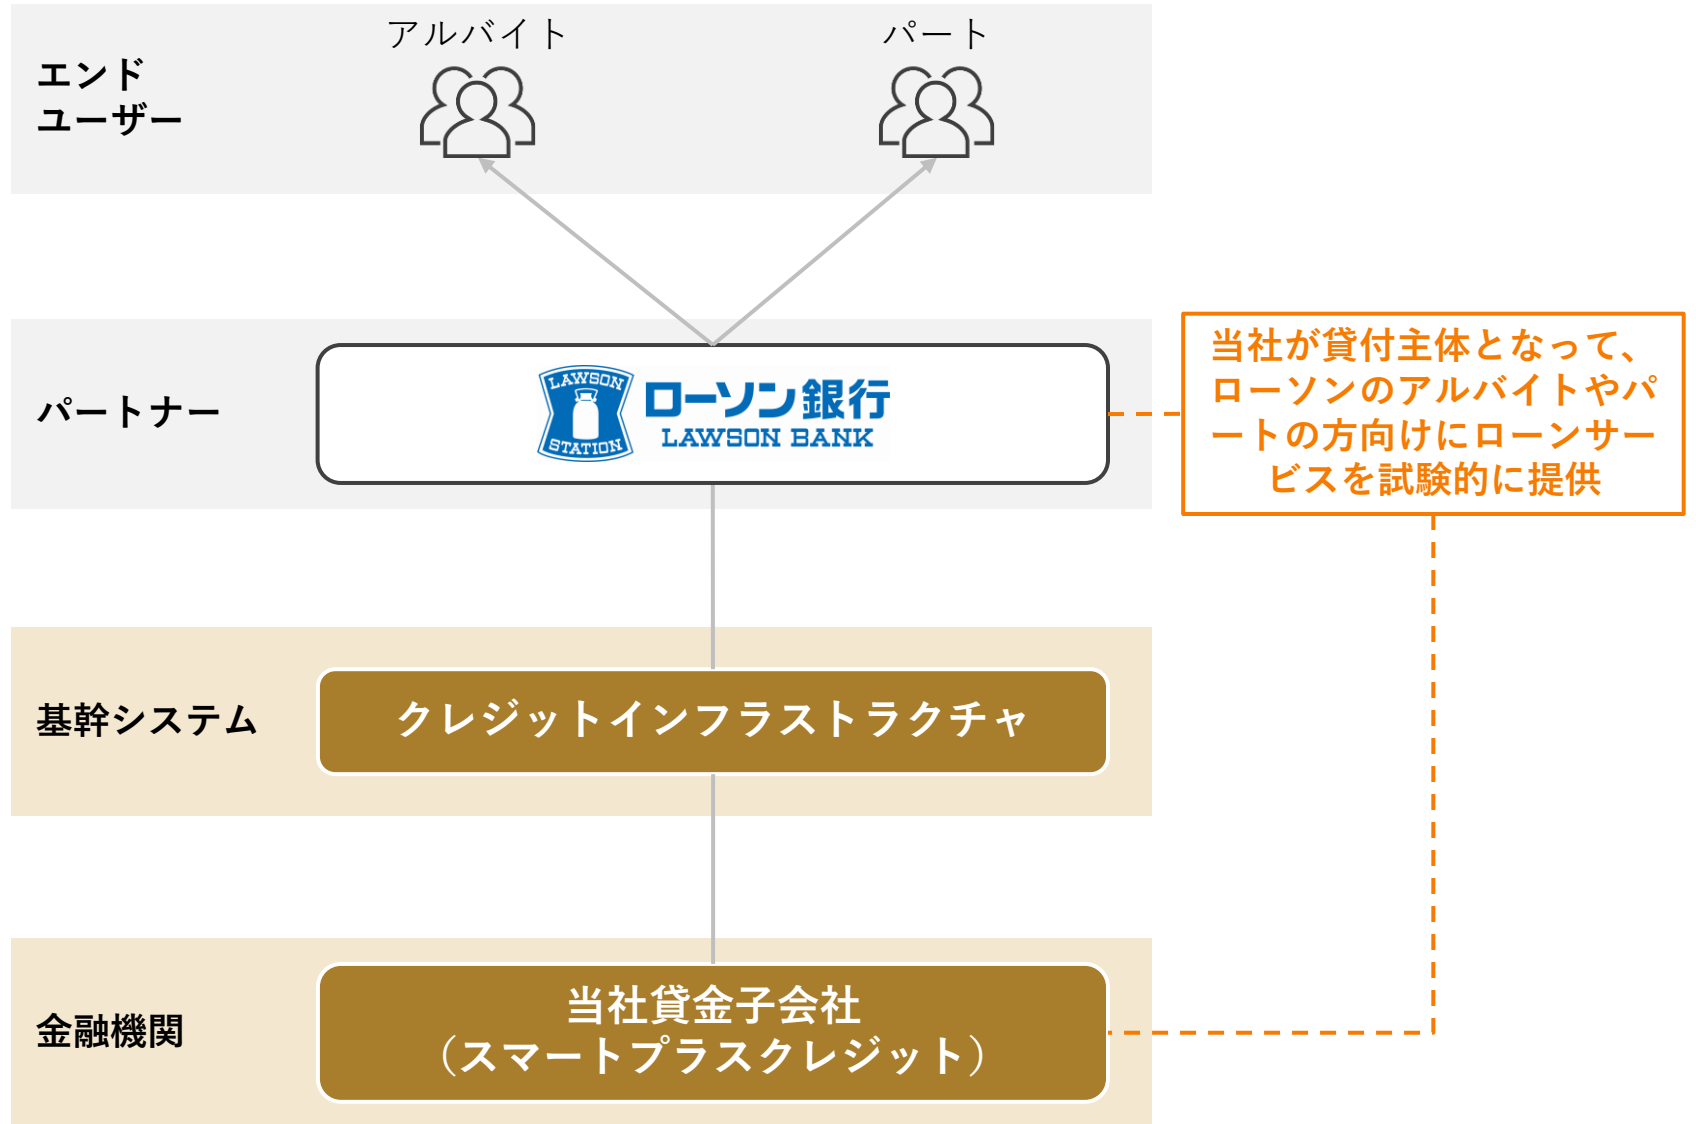 アルバイト
パート
エンド
ユーザー
パートナー
LAWSON
STATION
ローソン銀行
LAWSON BANK
当社が貸付主体となって、
ローソンのアルバイトやパ
ートの方向けにローンサー
ビスを試験的に提供
基幹システム
クレジットインフラストラクチャ
金融機関
当社貸金子会社
（スマートプラスクレジット）